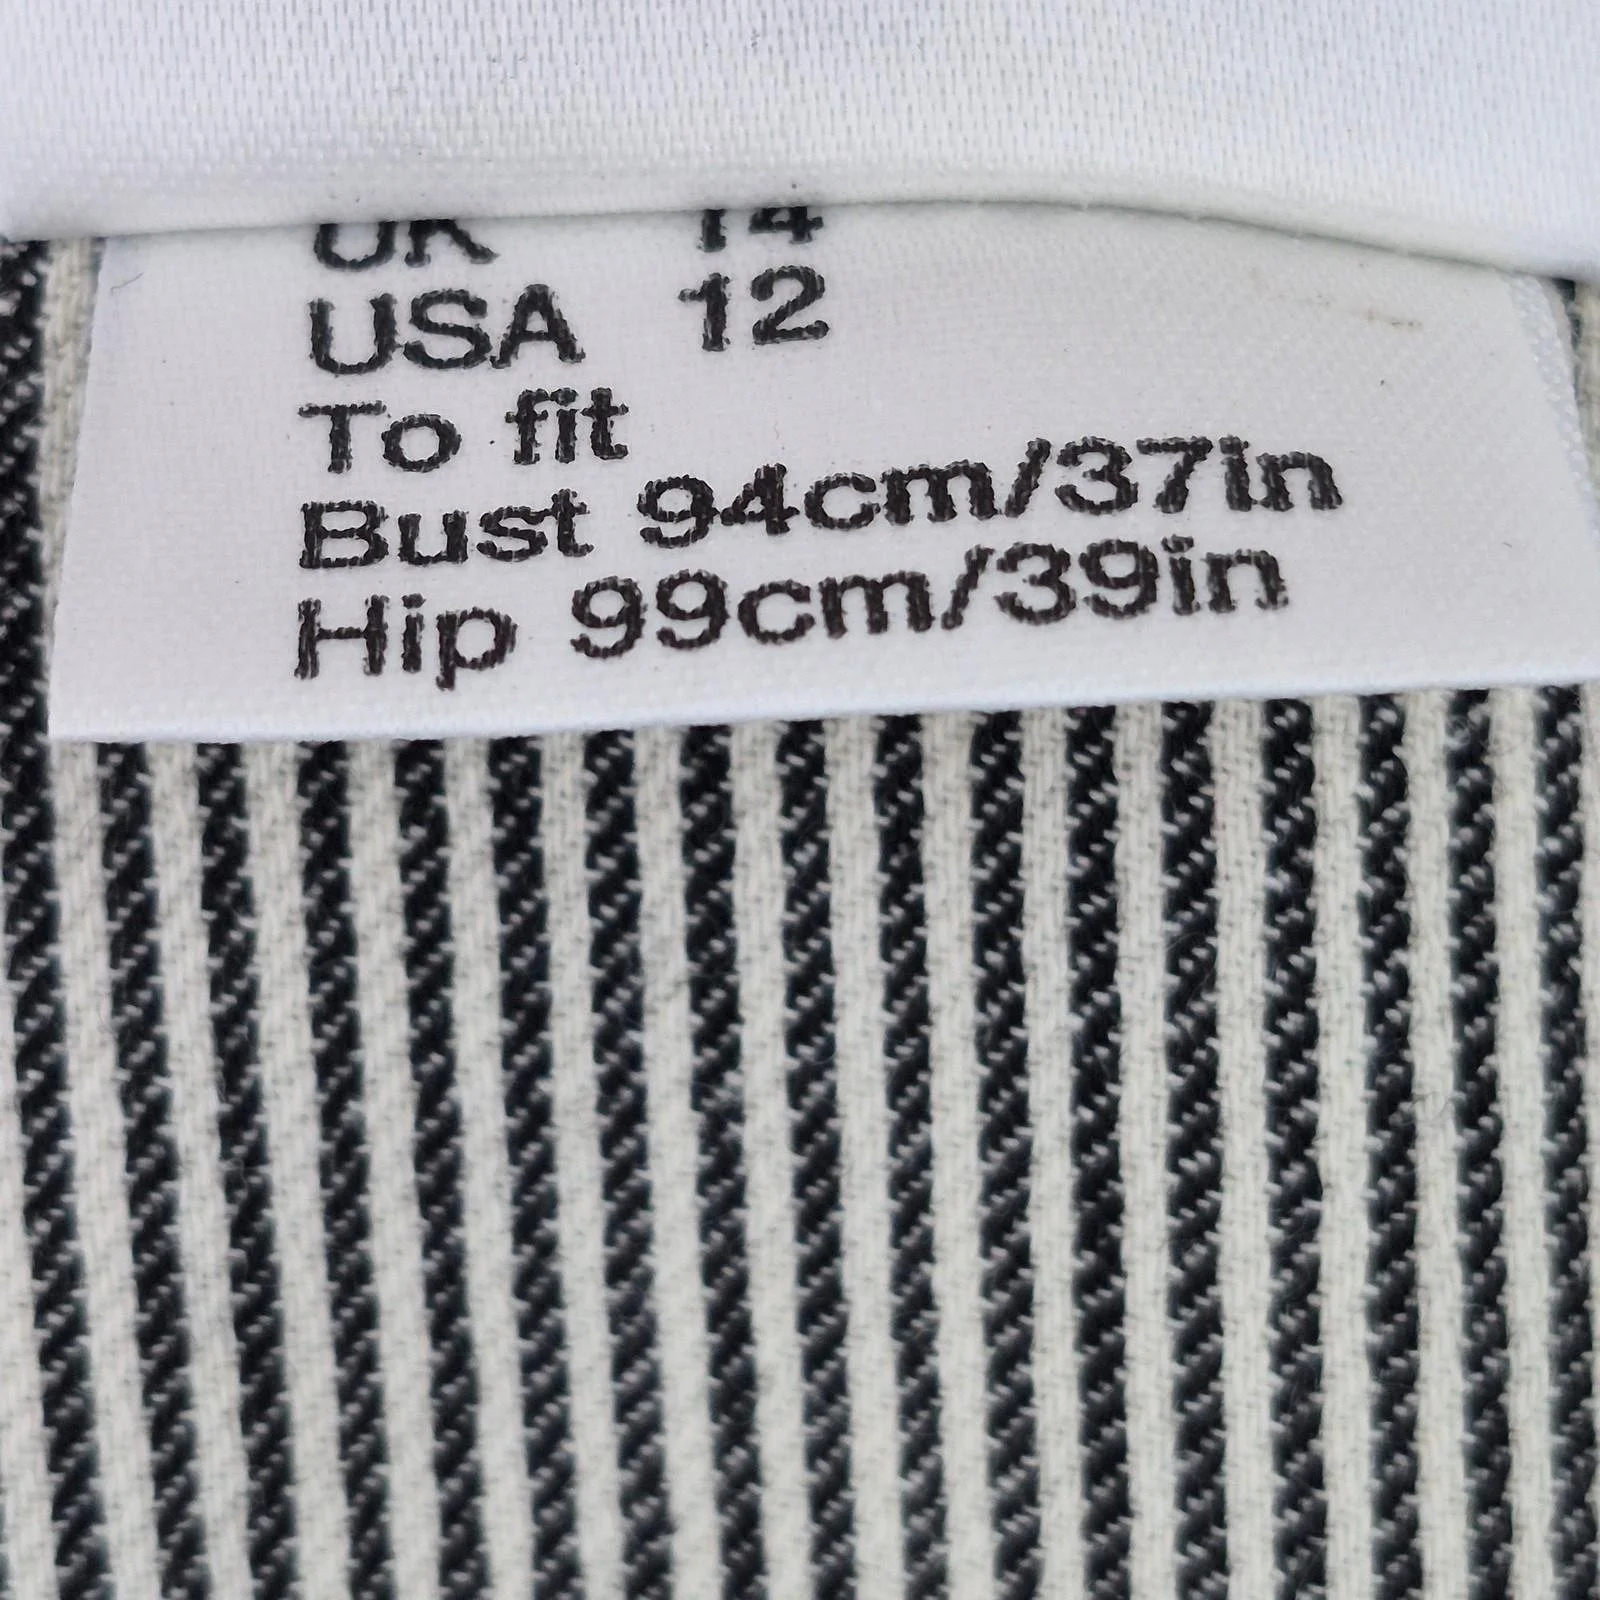 UK 14
USA 12
To fit
Bust 94cm/37in
Hip 99cm/39in